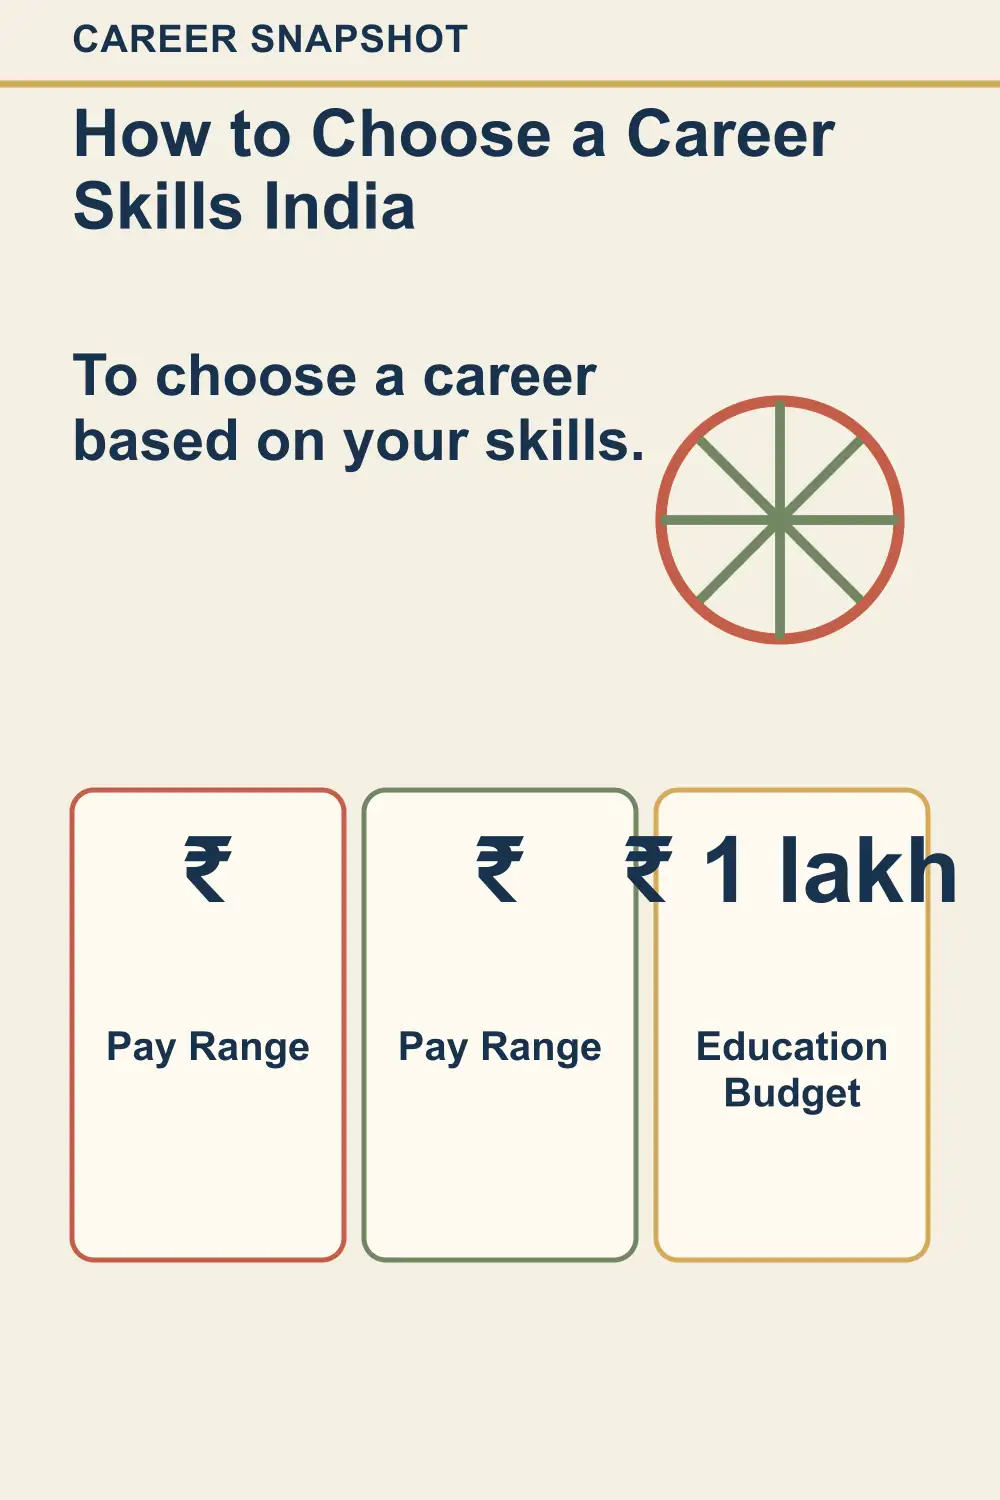 CAREER SNAPSHOT
How to Choose a Career
Skills India
To choose a career
based on your skills.
₹
₹
₹ 1 lakh
Pay Range
Pay Range
Education
Budget